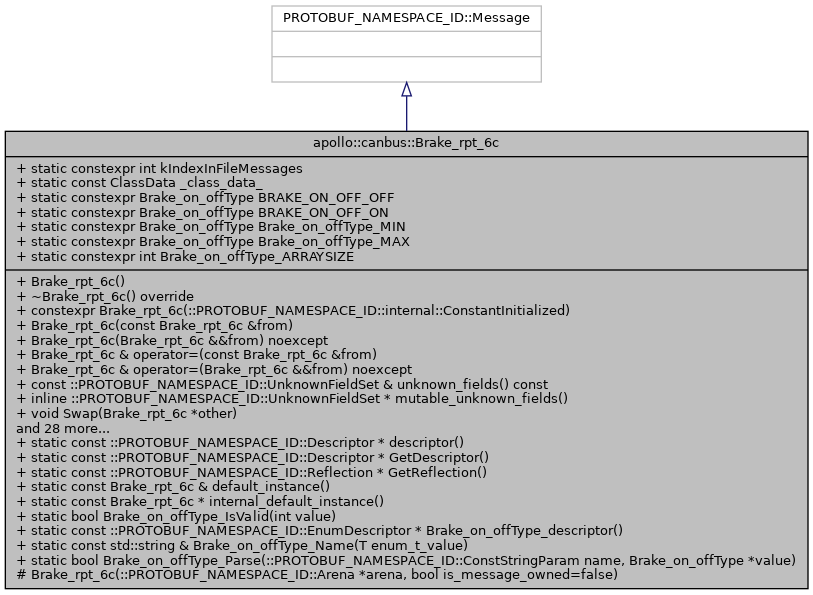 PROTOBUF_NAMESPACE_ID::Message
apollo::canbus::Brake_rpt_6c
+ static constexpr int kIndexInFileMessages
+ static const ClassData _class_data_
+ static constexpr Brake_on_offType BRAKE_ON_OFF_OFF
+ static constexpr Brake_on_offType BRAKE_ON_OFF_ON
+ static constexpr Brake_on_offType Brake_on_offType_MIN
+ static constexpr Brake_on_offType Brake_on_offType_MAX
+ static constexpr int Brake_on_offType_ARRAYSIZE
+ Brake_rpt_6c()
+ ~Brake_rpt_6c() override
+ constexpr Brake_rpt_6c(::PROTOBUF_NAMESPACE_ID::internal::ConstantInitialized)
+ Brake_rpt_6c(const Brake_rpt_6c &from)
+ Brake_rpt_6c(Brake_rpt_6c &&from) noexcept
+ Brake_rpt_6c & operator=(const Brake_rpt_6c &from)
+ Brake_rpt_6c & operator=(Brake_rpt_6c &&from) noexcept
+ const ::PROTOBUF_NAMESPACE_ID::UnknownFieldSet & unknown_fields() const
+ inline ::PROTOBUF_NAMESPACE_ID::UnknownFieldSet * mutable_unknown_fields()
+ void Swap(Brake_rpt_6c *other)
and 28 more...
+ static const ::PROTOBUF_NAMESPACE_ID::Descriptor * descriptor()
+ static const ::PROTOBUF_NAMESPACE_ID::Descriptor * GetDescriptor()
+ static const ::PROTOBUF_NAMESPACE_ID::Reflection * GetReflection()
+ static const Brake_rpt_6c & default_instance()
+ static const Brake_rpt_6c * internal_default_instance()
+ static bool Brake_on_offType_IsValid(int value)
+ static const ::PROTOBUF_NAMESPACE_ID::EnumDescriptor * Brake_on_offType_descriptor()
+ static const std::string & Brake_on_offType_Name(T enum_t_value)
+ static bool Brake_on_offType_Parse(::PROTOBUF_NAMESPACE_ID::ConstStringParam name, Brake_on_offType *value)
# Brake_rpt_6c(::PROTOBUF_NAMESPACE_ID::Arena *arena, bool is_message_owned=false)